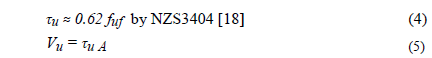 τu ≈ 0.62 fuf by NZS3404 [18] (4)
Vu = τu A (5)